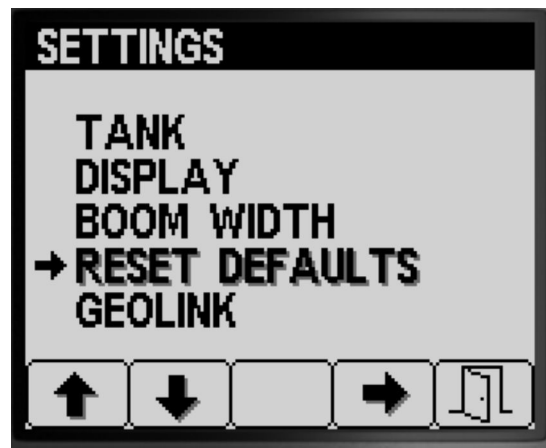 SETTINGS
TANK
DISPLAY
BOOM WIDTH
RESET DEFAULTS
GEOLINK